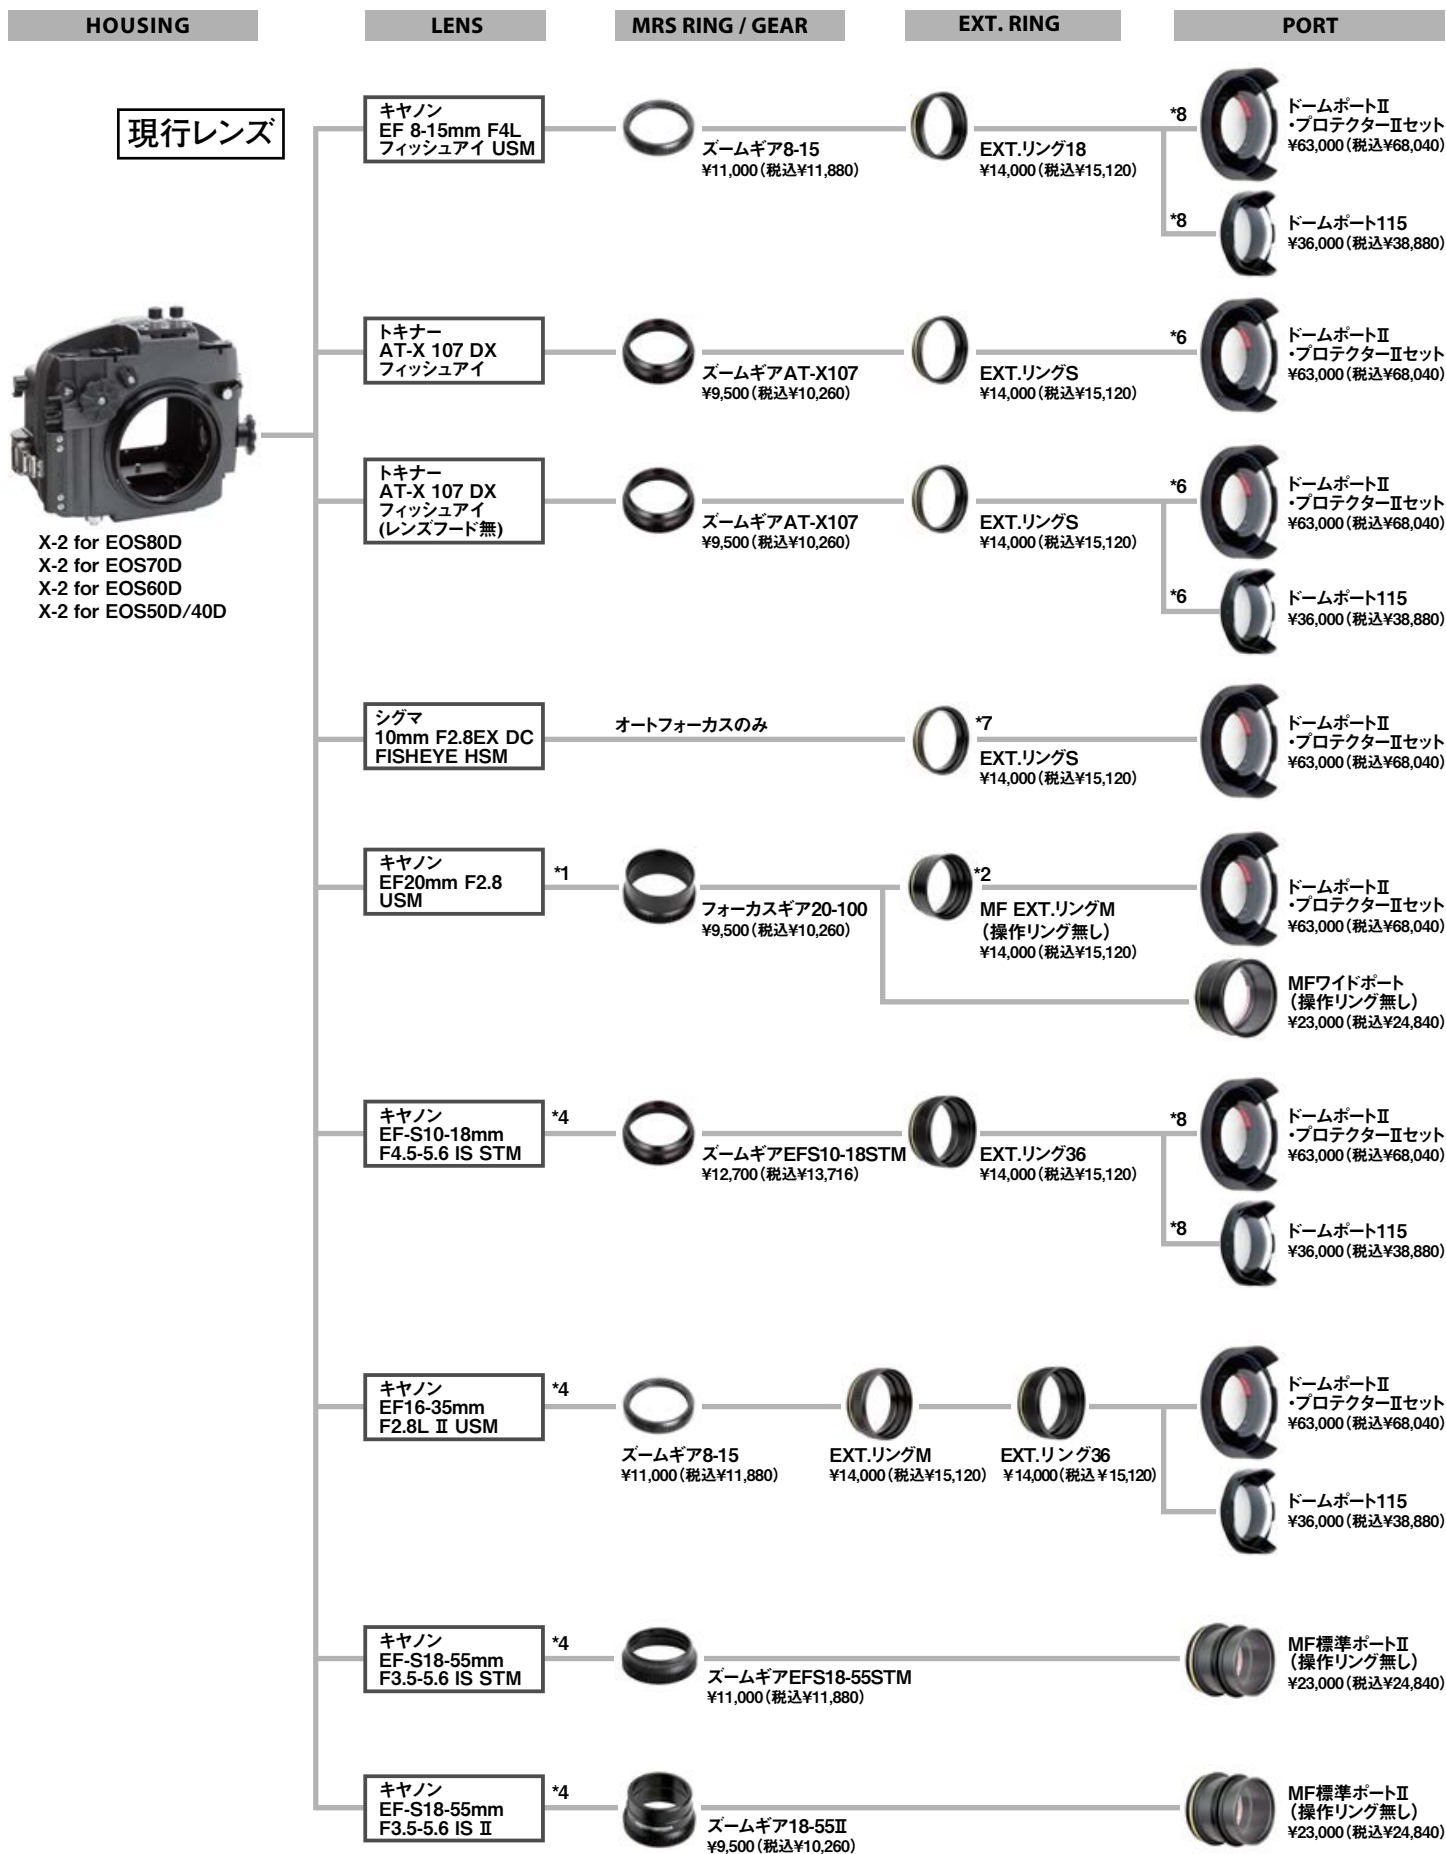 HOUSING
LENS
MRS RING / GEAR
EXT. RING
PORT
現行レンズ
X-2 for EOS80D
X-2 for EOS70D
X-2 for EOS60D
X-2 for EOS50D/40D
キヤノン
EF 8-15mm F4L
フィッシュアイ USM
ズームギア8-15
¥11,000(税込¥11,880)
EXT.リング18
¥14,000(税込¥15,120)
*8
ドームポートⅡ
・プロテクターⅡセット
¥63,000(税込¥68,040)
*8
ドームポート115
¥36,000(税込¥38,880)
トキナー
AT-X 107 DX
フィッシュアイ
ズームギアAT-X107
¥9,500(税込¥10,260)
EXT.リングS
¥14,000(税込¥15,120)
*6
ドームポートⅡ
・プロテクターⅡセット
¥63,000(税込¥68,040)
トキナー
AT-X 107 DX
フィッシュアイ
(レンズフード無)
ズームギアAT-X107
¥9,500(税込¥10,260)
EXT.リングS
¥14,000(税込¥15,120)
*6
ドームポートⅡ
・プロテクターⅡセット
¥63,000(税込¥68,040)
*6
ドームポート115
¥36,000(税込¥38,880)
シグマ
10mm F2.8EX DC
FISHEYE HSM
オートフォーカスのみ
*7
EXT.リングS
¥14,000(税込¥15,120)
ドームポートⅡ
・プロテクターⅡセット
¥63,000(税込¥68,040)
キヤノン
EF20mm F2.8
USM
*1
フォーカスギア20-100
¥9,500(税込¥10,260)
*2
MF EXT.リングM
(操作リング無し)
¥14,000(税込¥15,120)
ドームポートⅡ
・プロテクターⅡセット
¥63,000(税込¥68,040)
MFワイドポート
(操作リング無し)
¥23,000(税込¥24,840)
キヤノン
EF-S10-18mm
F4.5-5.6 IS STM
*4
ズームギアEFS10-18STM
¥12,700(税込¥13,716)
EXT.リング36
¥14,000(税込¥15,120)
*8
ドームポートⅡ
・プロテクターⅡセット
¥63,000(税込¥68,040)
*8
ドームポート115
¥36,000(税込¥38,880)
キヤノン
EF16-35mm
F2.8L Ⅱ USM
*4
ズームギア8-15
¥11,000(税込¥11,880)
EXT.リングM
¥14,000(税込¥15,120)
EXT.リング36
¥14,000(税込¥15,120)
ドームポートⅡ
・プロテクターⅡセット
¥63,000(税込¥68,040)
ドームポート115
¥36,000(税込¥38,880)
キヤノン
EF-S18-55mm
F3.5-5.6 IS STM
*4
ズームギアEFS18-55STM
¥11,000(税込¥11,880)
MF標準ポートⅡ
(操作リング無し)
¥23,000(税込¥24,840)
キヤノン
EF-S18-55mm
F3.5-5.6 IS Ⅱ
*4
ズームギア18-55Ⅱ
¥9,500(税込¥10,260)
MF標準ポートⅡ
(操作リング無し)
¥23,000(税込¥24,840)